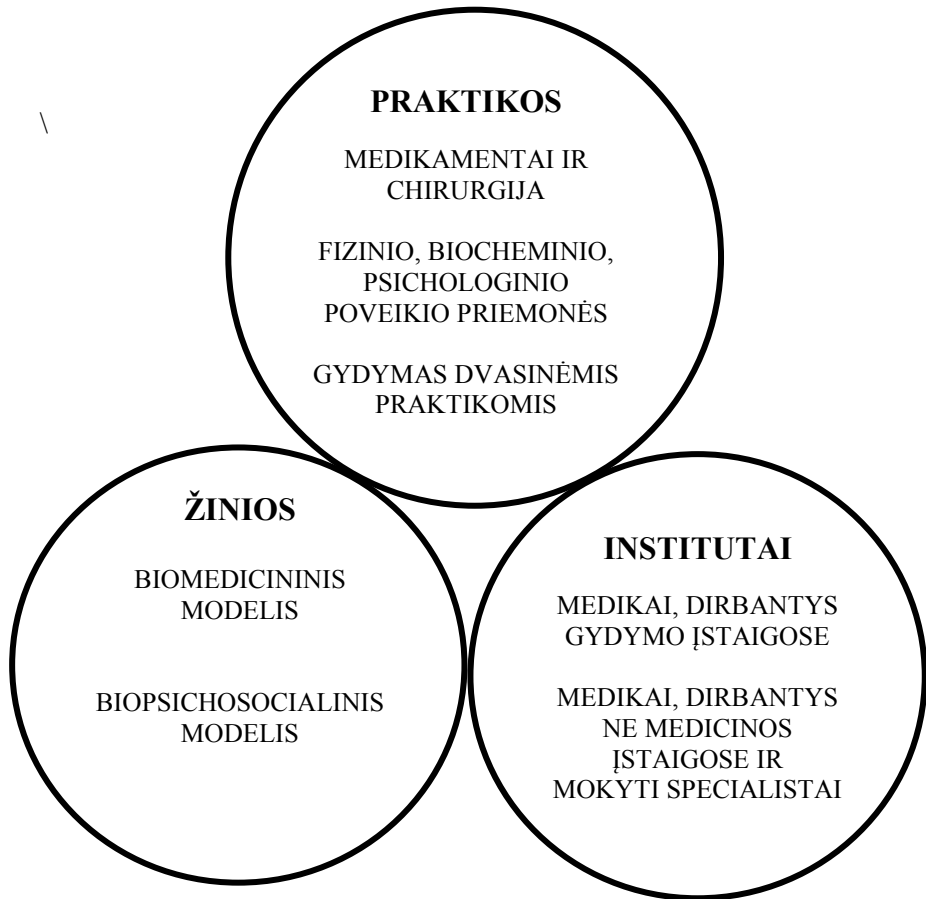 \
PRAKTIKOS
MEDIKAMENTAI IR
CHIRURGIJA
FIZINIO, BIOCHEMINIO,
PSICHOLOGINIO
POVEIKIO PRIEMONĖS
GYDYMAS DVASINĖMIS
PRAKTIKOMIS
ŽINIOS
BIOMEDICININIS
MODELIS
BIOPSICHOSOCIALINIS
MODELIS
INSTITUTAI
MEDIKAI, DIRBANTYS
GYDYMO ĮSTAIGOSE
MEDIKAI, DIRBANTYS
NE MEDICINOS
ĮSTAIGOSE IR
MOKYTI SPECIALISTAI